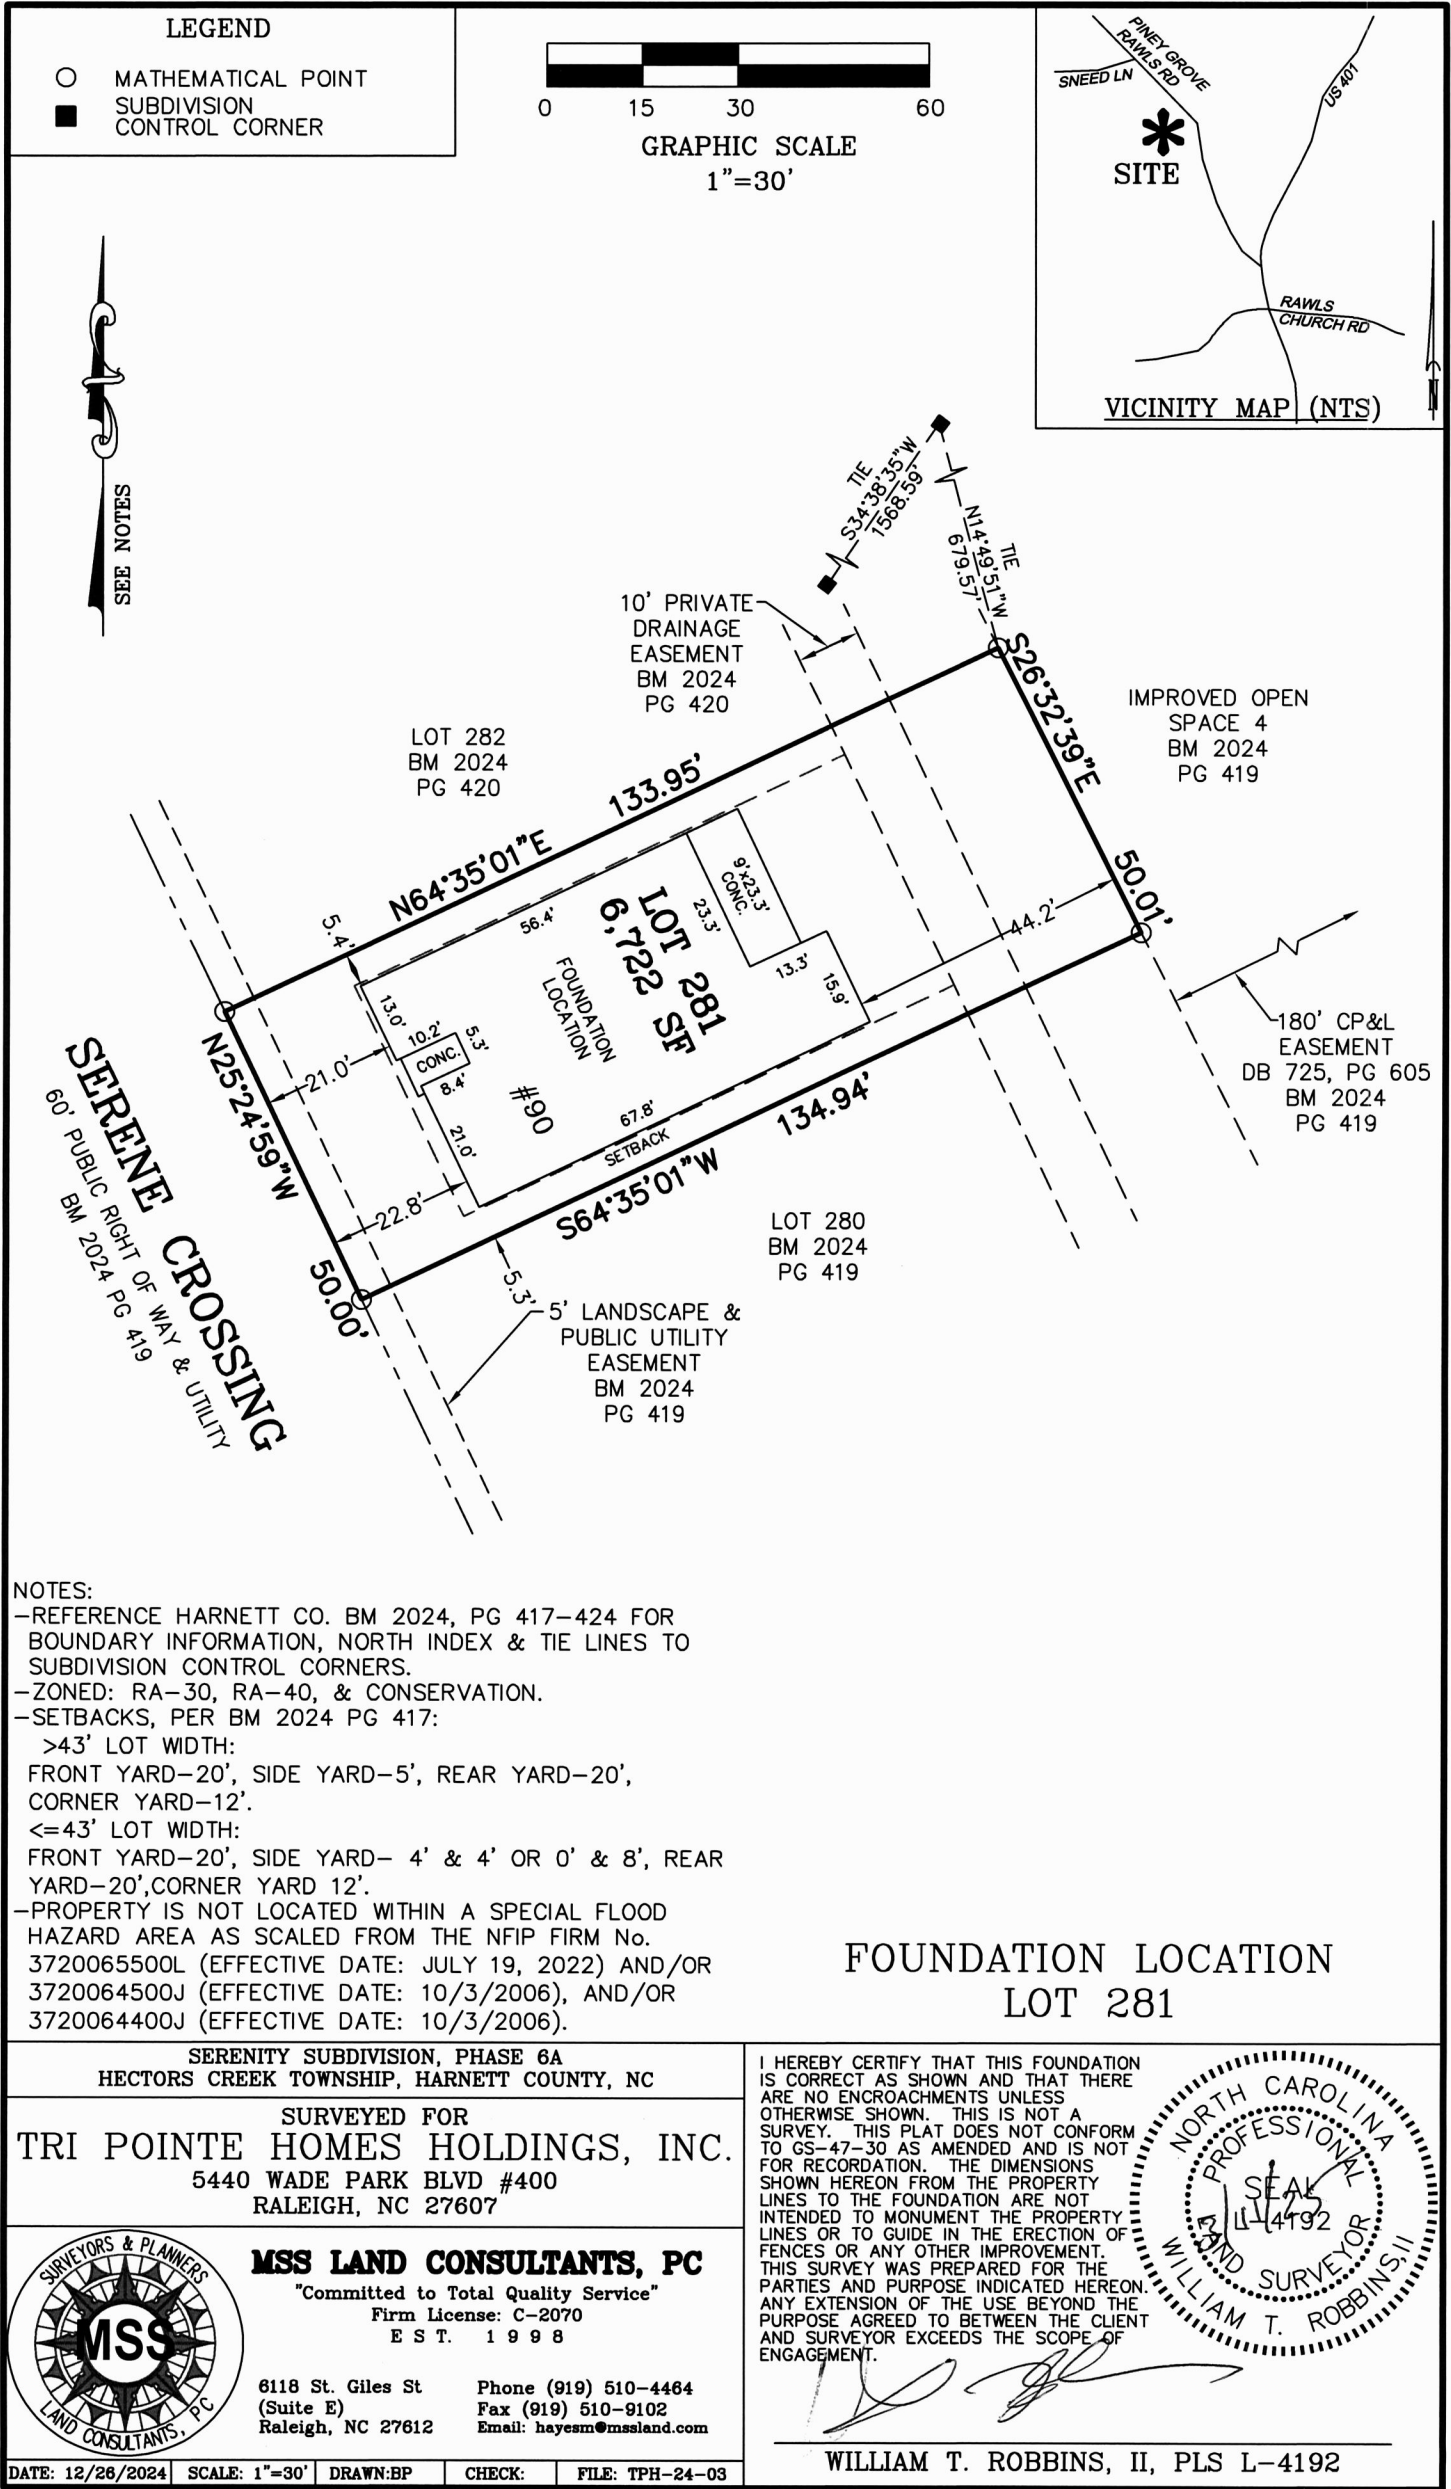 LEGEND
MATHEMATICAL POINT
SUBDIVISION
CONTROL CORNER
0 15 30 60
GRAPHIC SCALE
1"=30'
PINEY GROVE
RAWLS RD
SNEED LN
US 401
SITE
RAWLS
CHURCH RD
VICINITY MAP (NTS)
N
SEE NOTES
TIE
S34°38'35"W
1568.59'
TIE
N14°49'51"W
679.57'
10' PRIVATE
DRAINAGE
EASEMENT
BM 2024
PG 420
S26°32'39"E
50.01'
IMPROVED OPEN
SPACE 4
BM 2024
PG 419
LOT 282
BM 2024
PG 420
N64°35'01"E
133.95'
5.4'
56.4'
9'x23.3'
CONC.
23.3'
13.3'
15.9'
44.2'
LOT 281
6,722 SF
FOUNDATION
LOCATION
13.0'
10.2'
5.3'
CONC.
8.4'
21.0'
#90
67.8'
SETBACK
21.0'
22.8'
N25°24'59"W
50.00'
S64°35'01"W
134.94'
5.3'
180' CP&L
EASEMENT
DB 725, PG 605
BM 2024
PG 419
LOT 280
BM 2024
PG 419
SERENE CROSSING
60' PUBLIC RIGHT OF WAY & UTILITY
BM 2024 PG 419
5' LANDSCAPE &
PUBLIC UTILITY
EASEMENT
BM 2024
PG 419
NOTES:
-REFERENCE HARNETT CO. BM 2024, PG 417-424 FOR
BOUNDARY INFORMATION, NORTH INDEX & TIE LINES TO
SUBDIVISION CONTROL CORNERS.
-ZONED: RA-30, RA-40, & CONSERVATION.
-SETBACKS, PER BM 2024 PG 417:
>43' LOT WIDTH:
FRONT YARD-20', SIDE YARD-5', REAR YARD-20',
CORNER YARD-12'.
<=43' LOT WIDTH:
FRONT YARD-20', SIDE YARD- 4' & 4' OR 0' & 8', REAR
YARD-20',CORNER YARD 12'.
-PROPERTY IS NOT LOCATED WITHIN A SPECIAL FLOOD
HAZARD AREA AS SCALED FROM THE NFIP FIRM No.
3720065500L (EFFECTIVE DATE: JULY 19, 2022) AND/OR
3720064500J (EFFECTIVE DATE: 10/3/2006), AND/OR
3720064400J (EFFECTIVE DATE: 10/3/2006).
FOUNDATION LOCATION
LOT 281
SERENITY SUBDIVISION, PHASE 6A
HECTORS CREEK TOWNSHIP, HARNETT COUNTY, NC
SURVEYED FOR
TRI POINTE HOMES HOLDINGS, INC.
5440 WADE PARK BLVD #400
RALEIGH, NC 27607
SURVEYORS & PLANNERS
MSS
LAND CONSULTANTS, PC
MSS LAND CONSULTANTS, PC
"Committed to Total Quality Service"
Firm License: C-2070
EST. 1998
6118 St. Giles St
(Suite E)
Raleigh, NC 27612
Phone (919) 510-4464
Fax (919) 510-9102
Email: hayesm@mssland.com
DATE: 12/26/2024 SCALE: 1"=30' DRAWN:BP CHECK: FILE: TPH-24-03
I HEREBY CERTIFY THAT THIS FOUNDATION
IS CORRECT AS SHOWN AND THAT THERE
ARE NO ENCROACHMENTS UNLESS
OTHERWISE SHOWN. THIS IS NOT A
SURVEY. THIS PLAT DOES NOT CONFORM
TO GS-47-30 AS AMENDED AND IS NOT
FOR RECORDATION. THE DIMENSIONS
SHOWN HEREON FROM THE PROPERTY
LINES TO THE FOUNDATION ARE NOT
INTENDED TO MONUMENT THE PROPERTY
LINES OR TO GUIDE IN THE ERECTION OF
FENCES OR ANY OTHER IMPROVEMENT.
THIS SURVEY WAS PREPARED FOR THE
PARTIES AND PURPOSE INDICATED HEREON.
ANY EXTENSION OF THE USE BEYOND THE
PURPOSE AGREED TO BETWEEN THE CLIENT
AND SURVEYOR EXCEEDS THE SCOPE OF
ENGAGEMENT.
NORTH CAROLINA
PROFESSIONAL
SEAL
L-4192
LAND SURVEYOR
WILLIAM T. ROBBINS, II
WILLIAM T. ROBBINS, II, PLS L-4192